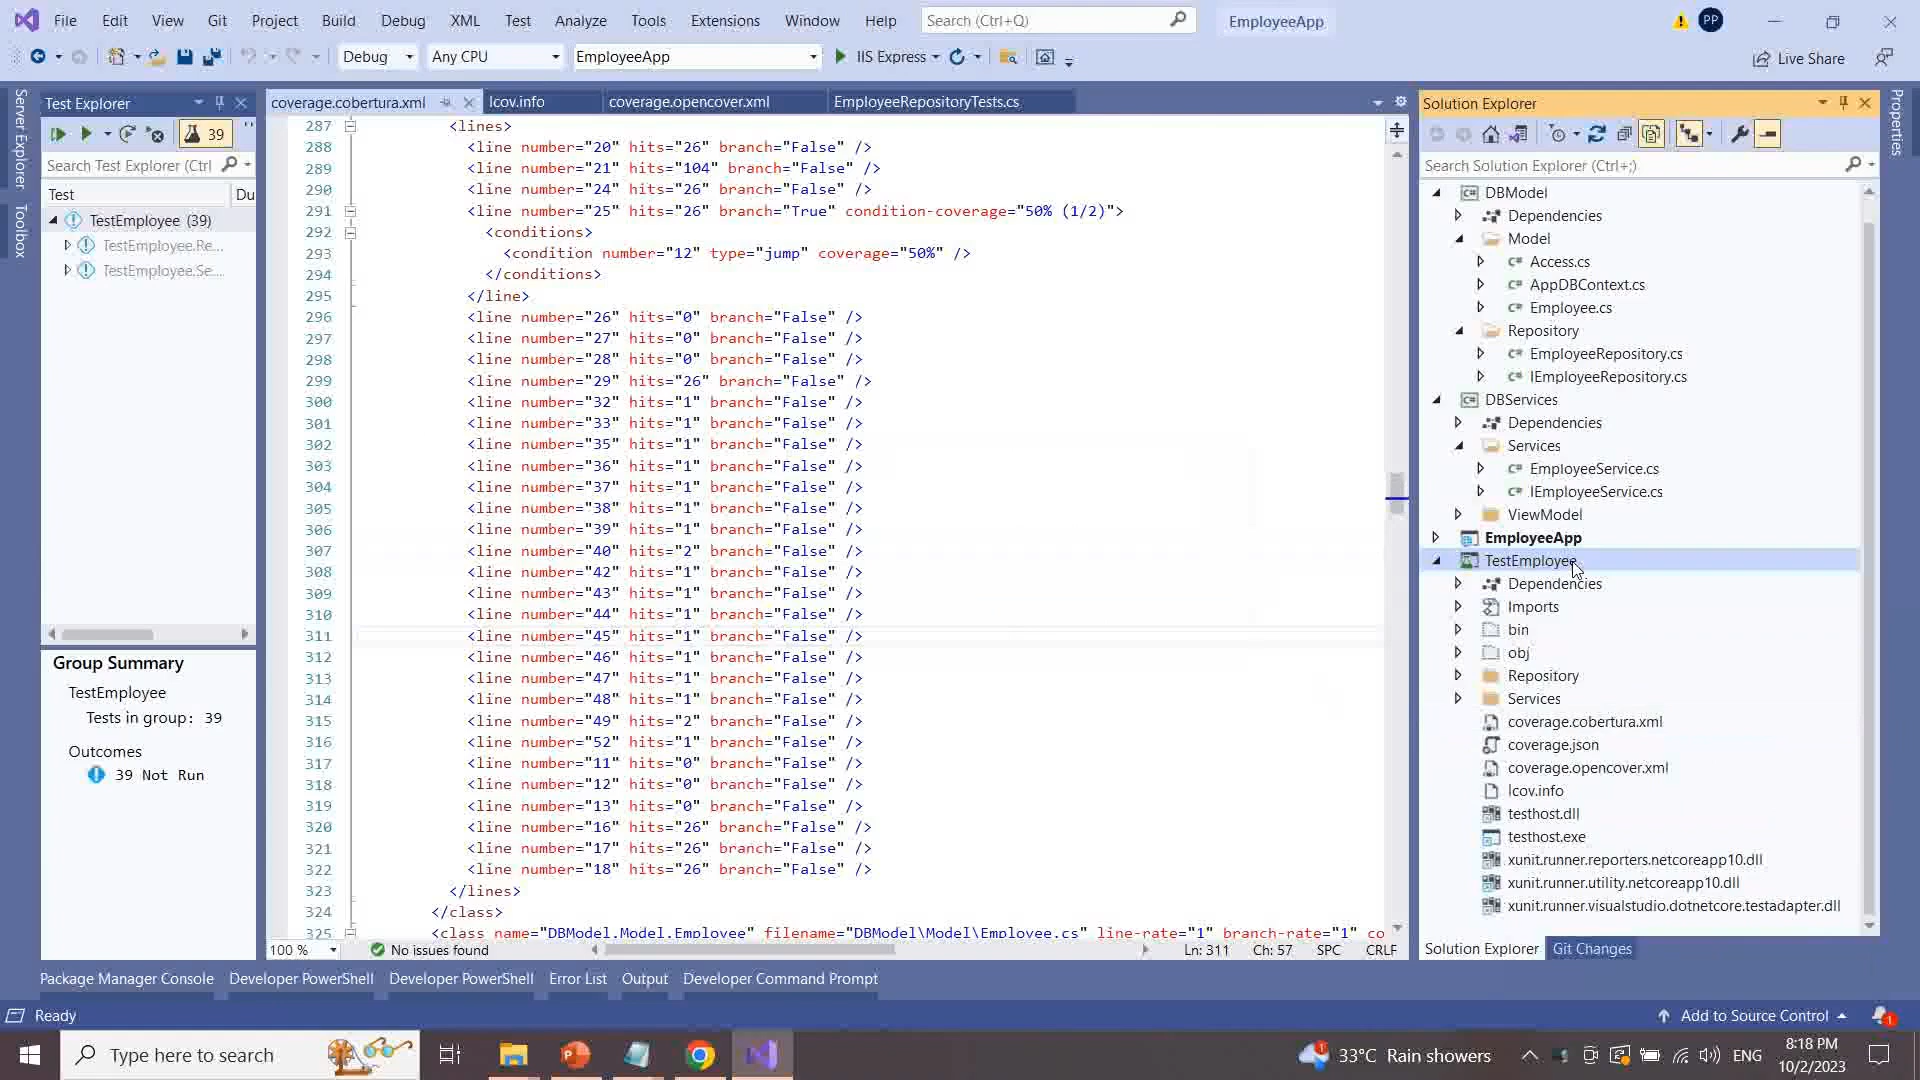 File Edit View Git Project Build Debug XML Test Analyze Tools Extensions Window Help Search (Ctrl+Q) EmployeeApp PP
Debug Any CPU EmployeeApp IIS Express Live Share
Server Explorer
Toolbox
Test Explorer
39
Search Test Explorer (Ctrl
Test Du
TestEmployee (39)
TestEmployee.Re...
TestEmployee.Se...
Group Summary
TestEmployee
Tests in group: 39
Outcomes
39 Not Run
coverage.cobertura.xml lcov.info coverage.opencover.xml EmployeeRepositoryTests.cs
287 <lines>
288 <line number="20" hits="26" branch="False" />
289 <line number="21" hits="104" branch="False" />
290 <line number="24" hits="26" branch="False" />
291 <line number="25" hits="26" branch="True" condition-coverage="50% (1/2)">
292 <conditions>
293 <condition number="12" type="jump" coverage="50%" />
294 </conditions>
295 </line>
296 <line number="26" hits="0" branch="False" />
297 <line number="27" hits="0" branch="False" />
298 <line number="28" hits="0" branch="False" />
299 <line number="29" hits="26" branch="False" />
300 <line number="32" hits="1" branch="False" />
301 <line number="33" hits="1" branch="False" />
302 <line number="35" hits="1" branch="False" />
303 <line number="36" hits="1" branch="False" />
304 <line number="37" hits="1" branch="False" />
305 <line number="38" hits="1" branch="False" />
306 <line number="39" hits="1" branch="False" />
307 <line number="40" hits="2" branch="False" />
308 <line number="42" hits="1" branch="False" />
309 <line number="43" hits="1" branch="False" />
310 <line number="44" hits="1" branch="False" />
311 <line number="45" hits="1" branch="False" />
312 <line number="46" hits="1" branch="False" />
313 <line number="47" hits="1" branch="False" />
314 <line number="48" hits="1" branch="False" />
315 <line number="49" hits="2" branch="False" />
316 <line number="52" hits="1" branch="False" />
317 <line number="11" hits="0" branch="False" />
318 <line number="12" hits="0" branch="False" />
319 <line number="13" hits="0" branch="False" />
320 <line number="16" hits="26" branch="False" />
321 <line number="17" hits="26" branch="False" />
322 <line number="18" hits="26" branch="False" />
323 </lines>
324 </class>
325 <class name="DBModel.Model.Employee" filename="DBModel\Model\Employee.cs" line-rate="1" branch-rate="1" co
100 % No issues found Ln: 311 Ch: 57 SPC CRLF
Solution Explorer
Search Solution Explorer (Ctrl+;)
DBModel
Dependencies
Model
Access.cs
AppDBContext.cs
Employee.cs
Repository
EmployeeRepository.cs
IEmployeeRepository.cs
DBServices
Dependencies
Services
EmployeeService.cs
IEmployeeService.cs
ViewModel
EmployeeApp
TestEmployee
Dependencies
Imports
bin
obj
Repository
Services
coverage.cobertura.xml
coverage.json
coverage.opencover.xml
lcov.info
testhost.dll
testhost.exe
xunit.runner.reporters.netcoreapp10.dll
xunit.runner.utility.netcoreapp10.dll
xunit.runner.visualstudio.dotnetcore.testadapter.dll
Solution Explorer Git Changes
Properties
Package Manager Console Developer PowerShell Developer PowerShell Error List Output Developer Command Prompt
Ready Add to Source Control 1
Type here to search 1 33°C Rain showers ENG 8:18 PM
10/2/2023